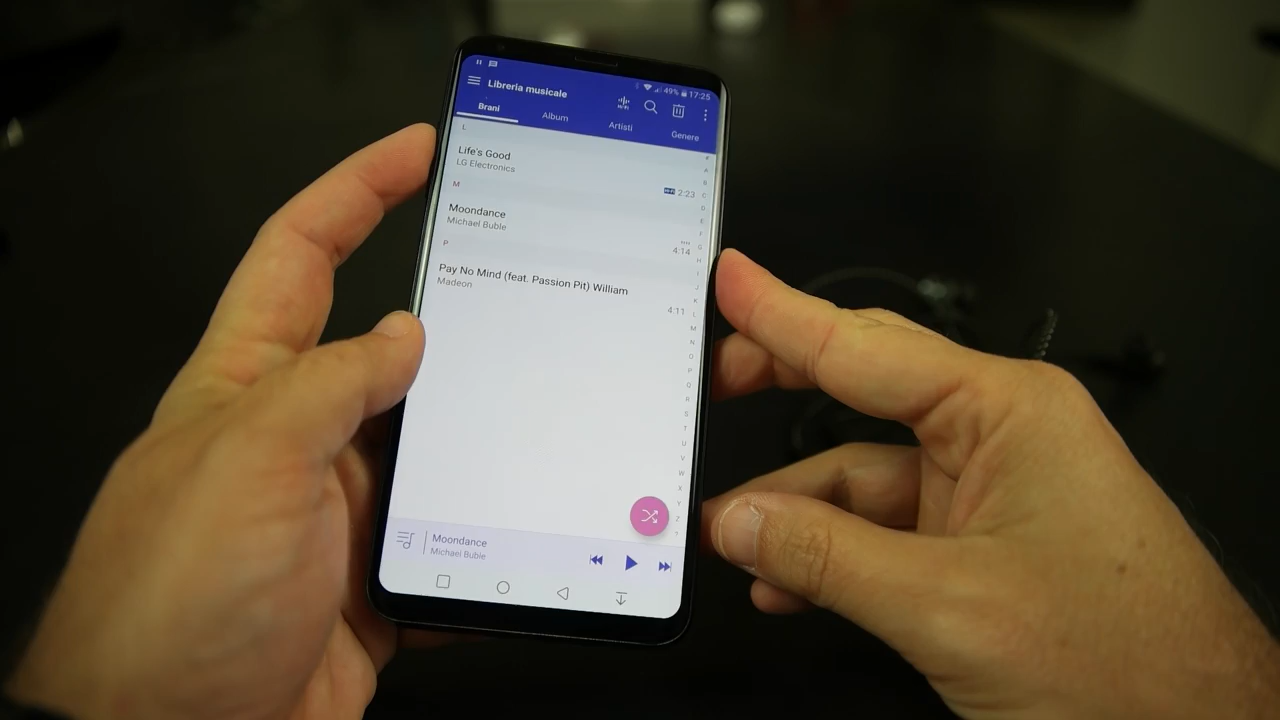 49% 17:25
Libreria musicale
Brani Album Artisti Genere
L
Life's Good
LG Electronics
2:23
M
Moondance
Michael Buble
4:14
P
Pay No Mind (feat. Passion Pit) William
Madeon
4:11
#
A
B
C
D
E
F
G
H
I
J
K
L
M
N
O
P
Q
R
S
T
U
V
W
X
Y
Z
?
Moondance
Michael Buble